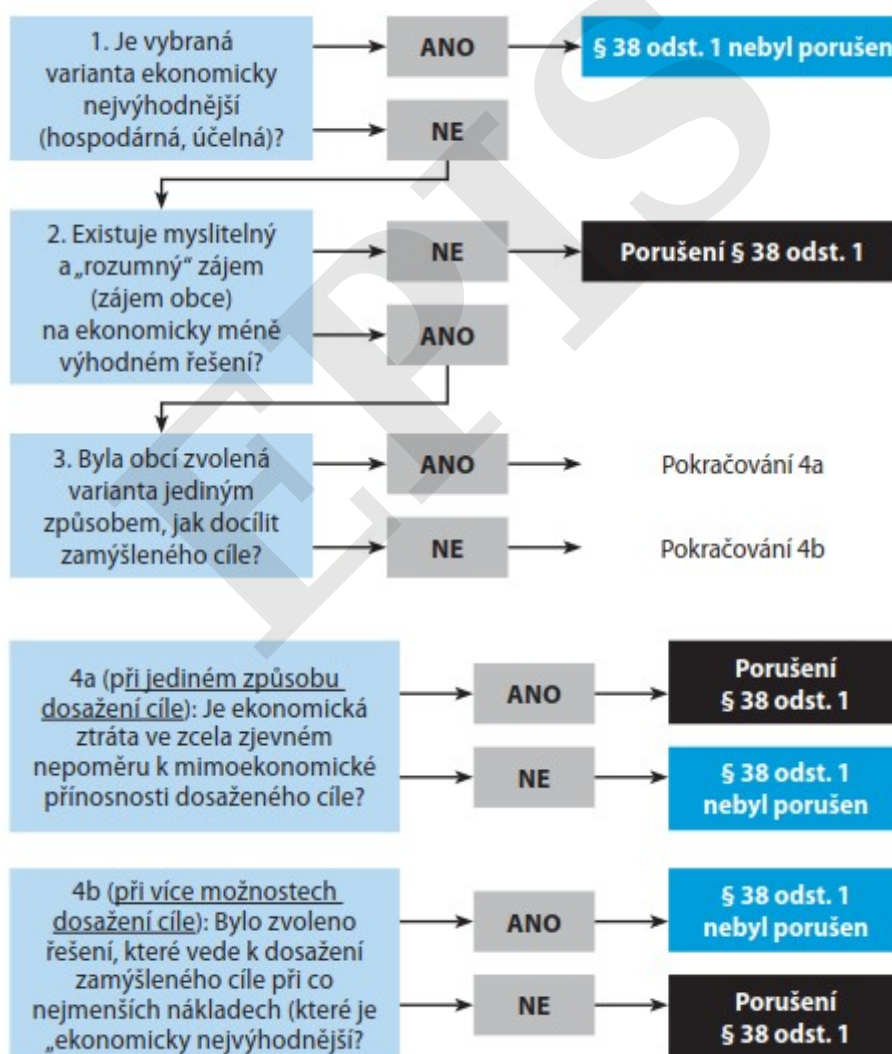 1. Je vybraná
varianta ekonomicky
nejvýhodnější
(hospodárná, účelná)?
ANO
§ 38 odst. 1 nebyl porušen
NE
2. Existuje myslitelný
a „rozumný“ zájem
(zájem obce)
na ekonomicky méně
výhodném řešení?
NE
Porušení § 38 odst. 1
ANO
3. Byla obcí zvolená
varianta jediným
způsobem, jak docílit
zamýšleného cíle?
ANO
Pokračování 4a
NE
Pokračování 4b
4a (při jediném způsobu
dosažení cíle): Je ekonomická
ztráta ve zcela zjevném
nepoměru k mimoekonomické
přínosnosti dosaženého cíle?
ANO
Porušení
§ 38 odst. 1
NE
§ 38 odst. 1
nebyl porušen
4b (při více možnostech
dosažení cíle): Bylo zvoleno
řešení, které vede k dosažení
zamýšleného cíle při co
nejmenších nákladech (které je
„ekonomicky nejvýhodnější?
ANO
§ 38 odst. 1
nebyl porušen
NE
Porušení
§ 38 odst. 1
EPIS